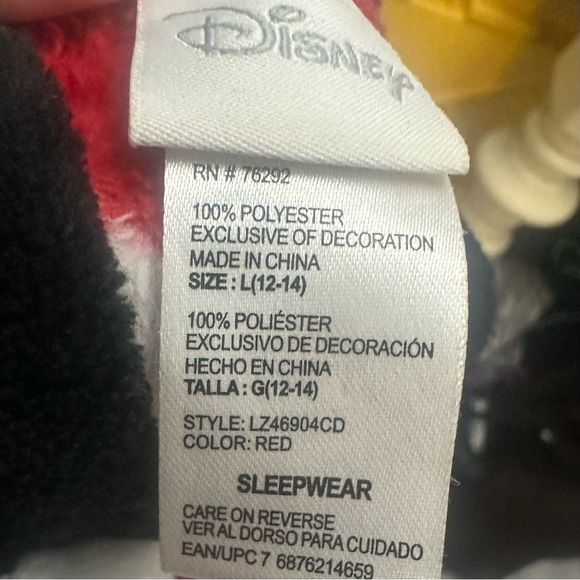 Disney
RN # 76292
100% POLYESTER
EXCLUSIVE OF DECORATION
MADE IN CHINA
SIZE : L(12-14)
100% POLIÉSTER
EXCLUSIVO DE DECORACIÓN
HECHO EN CHINA
TALLA : G(12-14)
STYLE: LZ46904CD
COLOR: RED
SLEEPWEAR
CARE ON REVERSE
VER AL DORSO PARA CUIDADO
EAN/UPC 7 6876214659